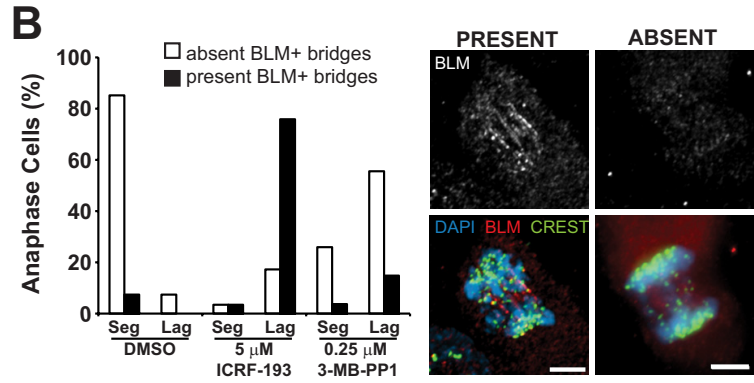 B
absent BLM+ bridges
present BLM+ bridges
Anaphase Cells (%)
100
80
60
40
20
0
Seg Lag Seg Lag Seg Lag
DMSO 5 μM 0.25 μM
ICRF-193 3-MB-PP1
PRESENT ABSENT
BLM
DAPI BLM CREST